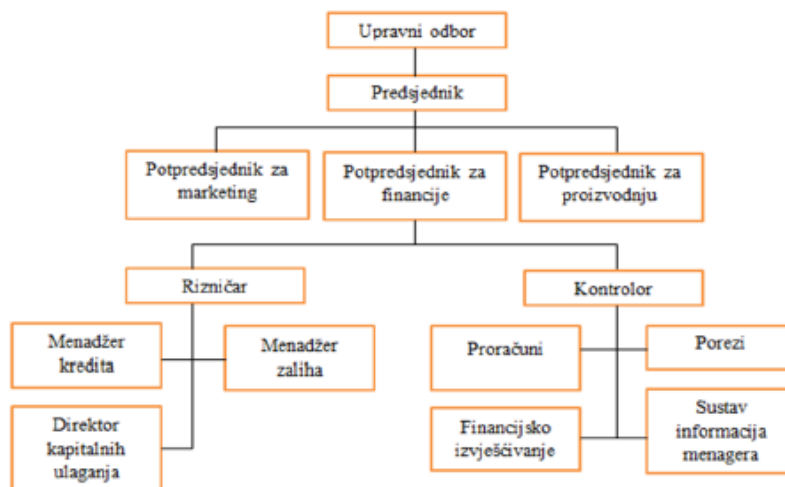 Upravni odbor
Predsjednik
Potpredsjednik za
marketing
Potpredsjednik za
financije
Potpredsjednik za
proizvodnju
Rizničar
Kontrolor
Menadžer
kredita
Menadžer
zaliha
Proračuni
Porezi
Direktor
kapitalnih
ulaganja
Financijsko
izvješćivanje
Sustav
informacija
menagera